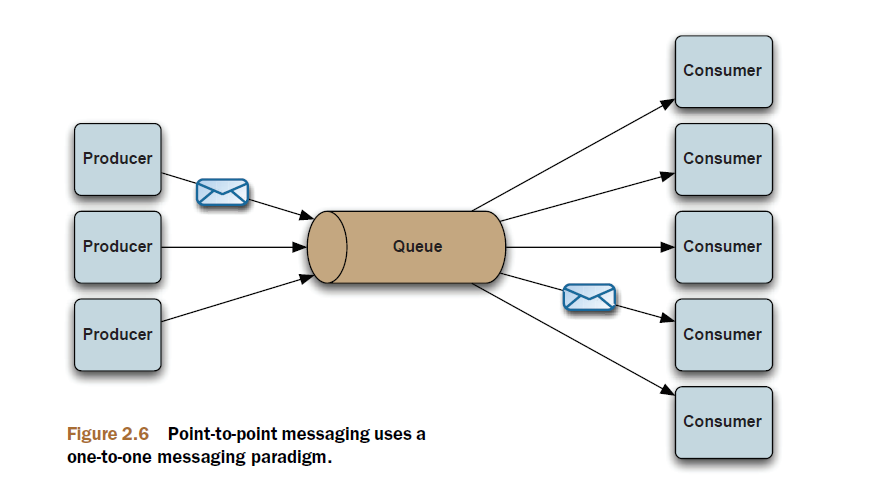 Consumer
Producer
Consumer
Producer
Queue
Consumer
Producer
Consumer
Consumer
Figure 2.6 Point-to-point messaging uses a
one-to-one messaging paradigm.